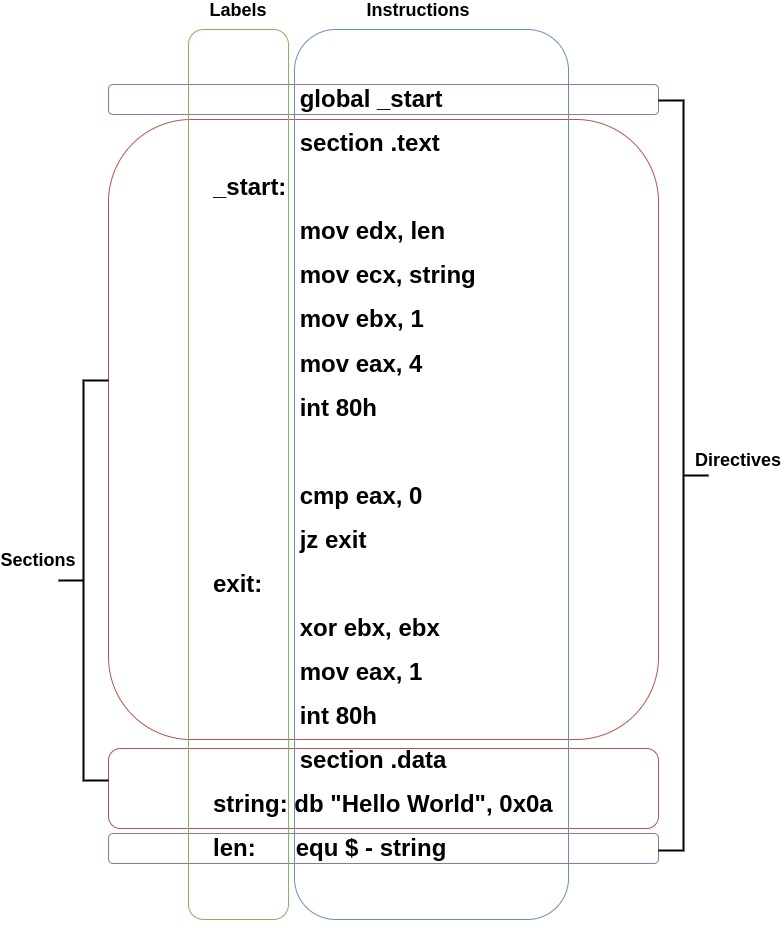 Labels Instructions
global _start
section .text
_start:
mov edx, len
mov ecx, string
mov ebx, 1
mov eax, 4
int 80h
Directives
cmp eax, 0
jz exit
Sections
exit:
xor ebx, ebx
mov eax, 1
int 80h
section .data
string: db "Hello World", 0x0a
len: equ $ - string